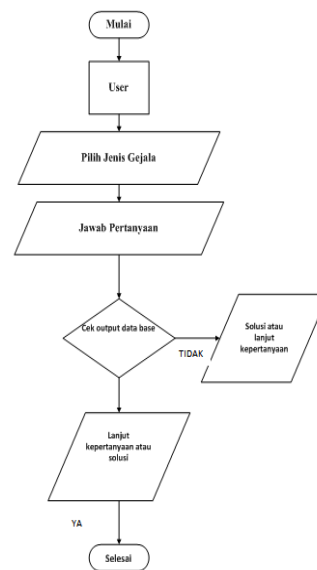 Mulai
User
Pilih Jenis Gejala
Jawab Pertanyaan
Cek output data base
TIDAK
Solusi atau
lanjut
kepertanyaan
Lanjut
kepertanyaan atau
solusi
YA
Selesai